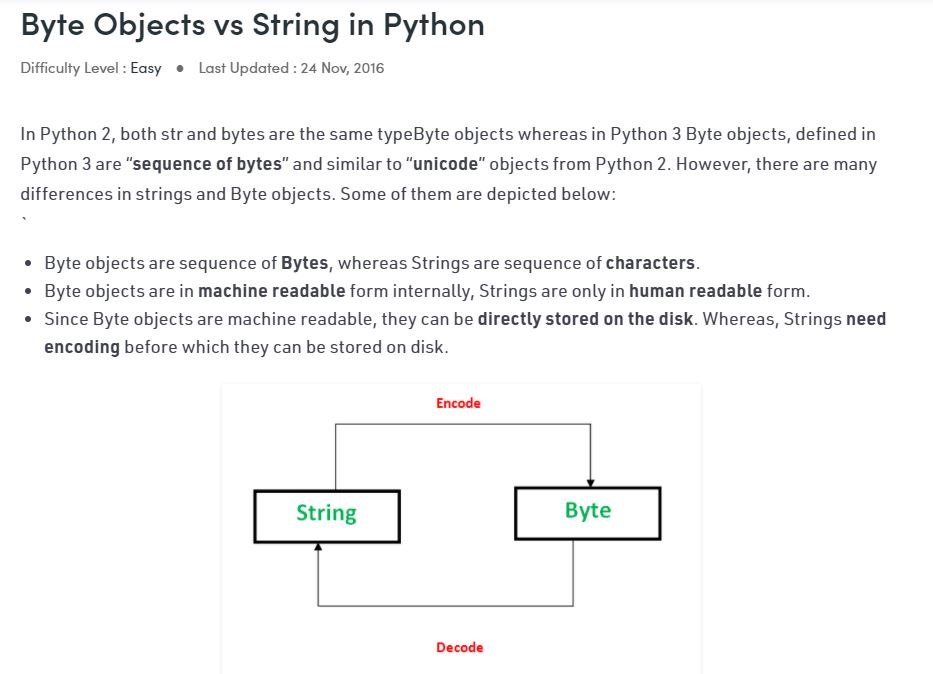 Byte Objects vs String in Python
Difficulty Level : Easy ● Last Updated : 24 Nov, 2016
In Python 2, both str and bytes are the same typeByte objects whereas in Python 3 Byte objects, defined in
Python 3 are “sequence of bytes” and similar to “unicode” objects from Python 2. However, there are many
differences in strings and Byte objects. Some of them are depicted below:
`
• Byte objects are sequence of Bytes, whereas Strings are sequence of characters.
• Byte objects are in machine readable form internally, Strings are only in human readable form.
• Since Byte objects are machine readable, they can be directly stored on the disk. Whereas, Strings need
encoding before which they can be stored on disk.
Encode
String
Byte
Decode